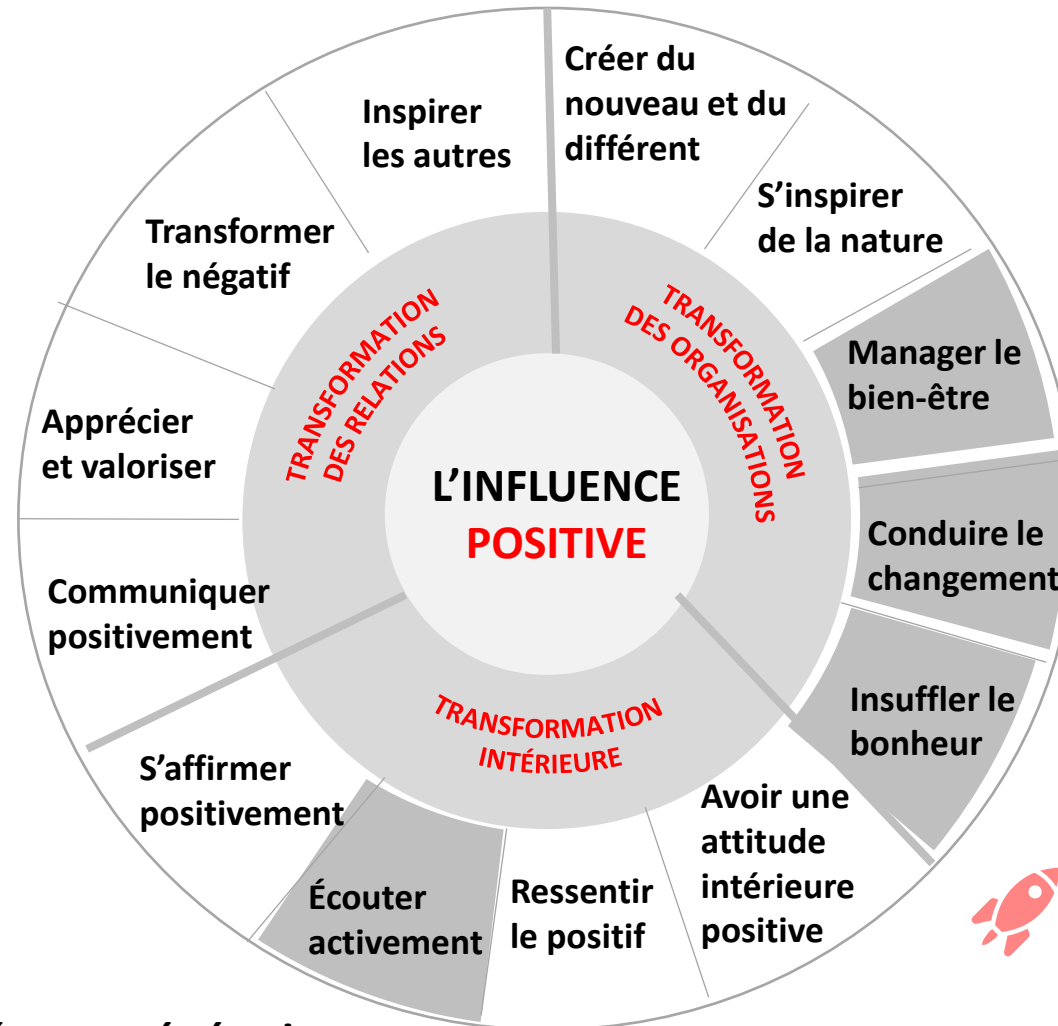 L’INFLUENCE
POSITIVE
TRANSFORMATION
DES ORGANISATIONS
Créer du
nouveau et du
différent
S’inspirer
de la nature
Manager le
bien-être
Conduire le
changement
Insuffler le
bonheur
TRANSFORMATION
INTÉRIEURE
Avoir une
attitude
intérieure
positive
Ressentir
le positif
Écouter
activement
S’affirmer
positivement
TRANSFORMATION
DES RELATIONS
Communiquer
positivement
Apprécier
et valoriser
Transformer
le négatif
Inspirer
les autres